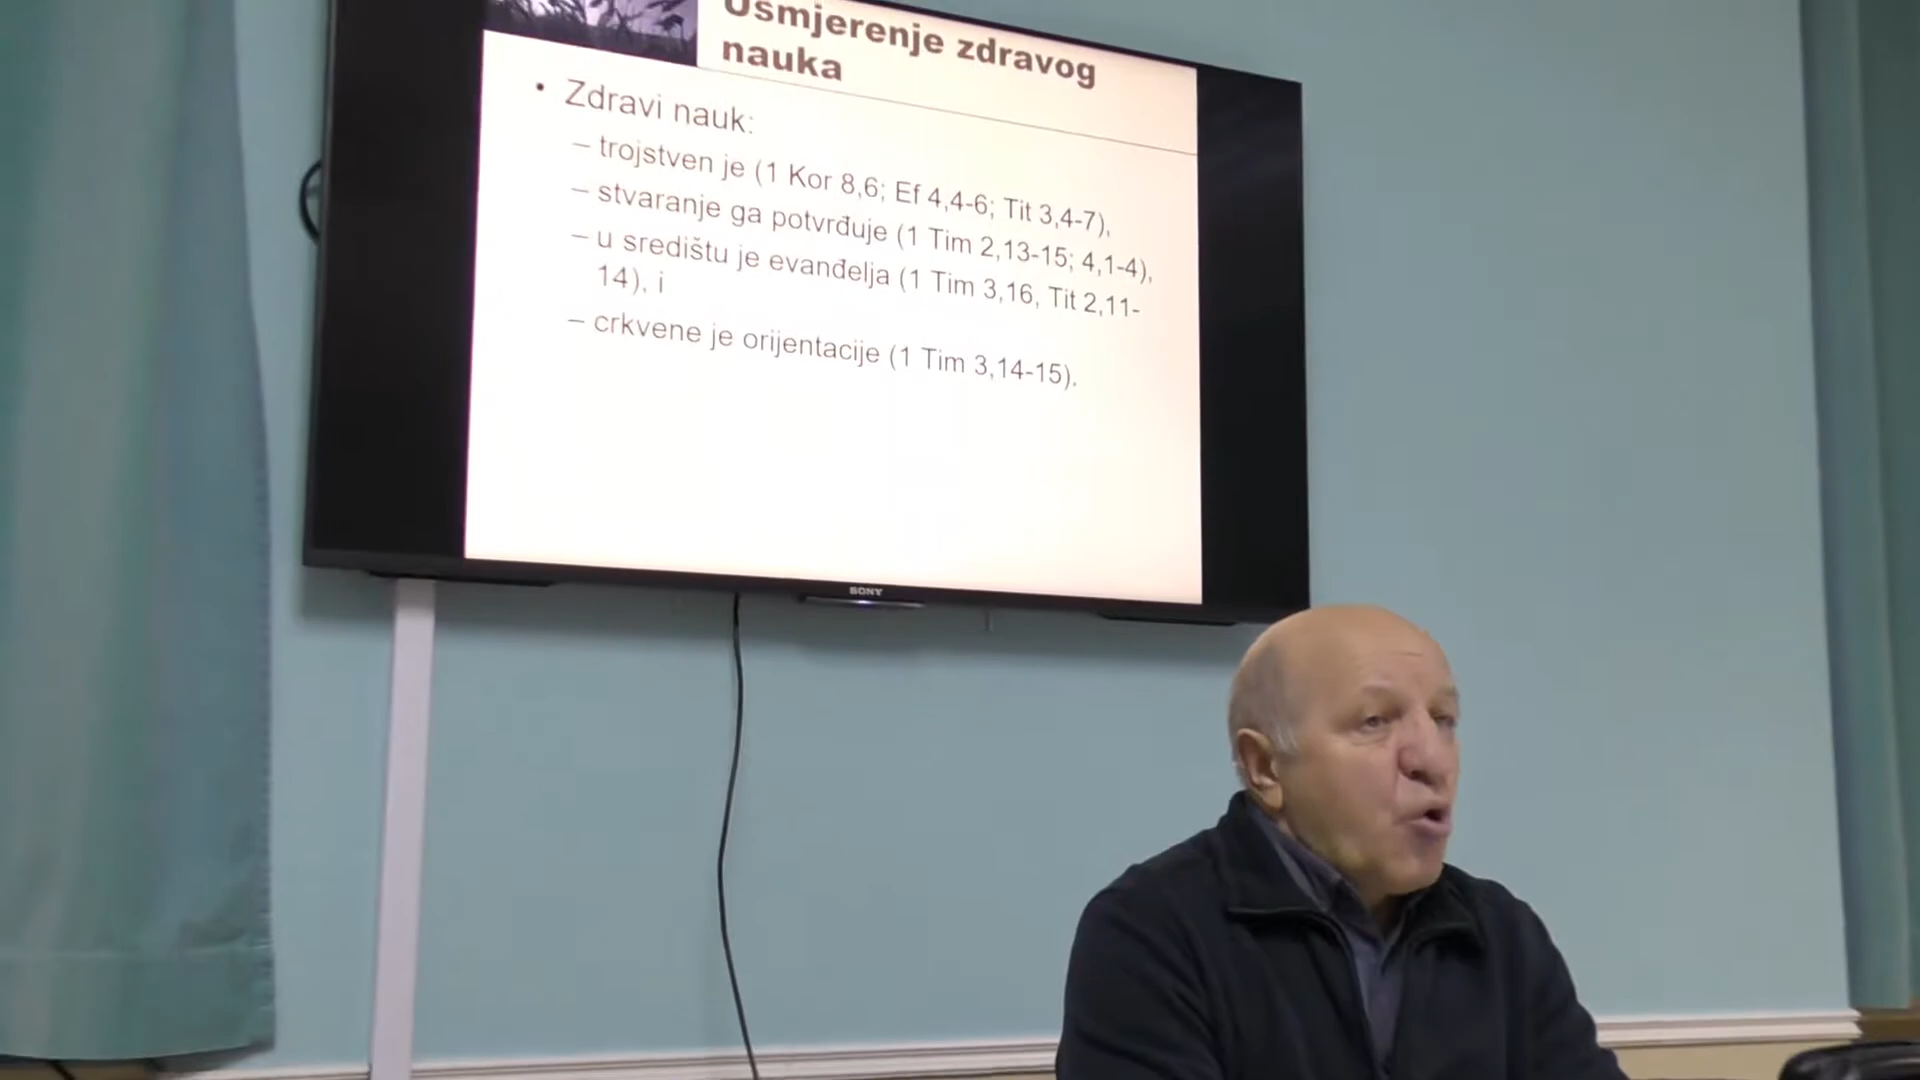 Usmjerenje zdravog
nauka
• Zdravi nauk:
– trojstven je (1 Kor 8,6; Ef 4,4-6; Tit 3,4-7),
– stvaranje ga potvrđuje (1 Tim 2,13-15; 4,1-4),
– u središtu je evanđelja (1 Tim 3,16, Tit 2,11-
14), i
– crkvene je orijentacije (1 Tim 3,14-15).
SONY